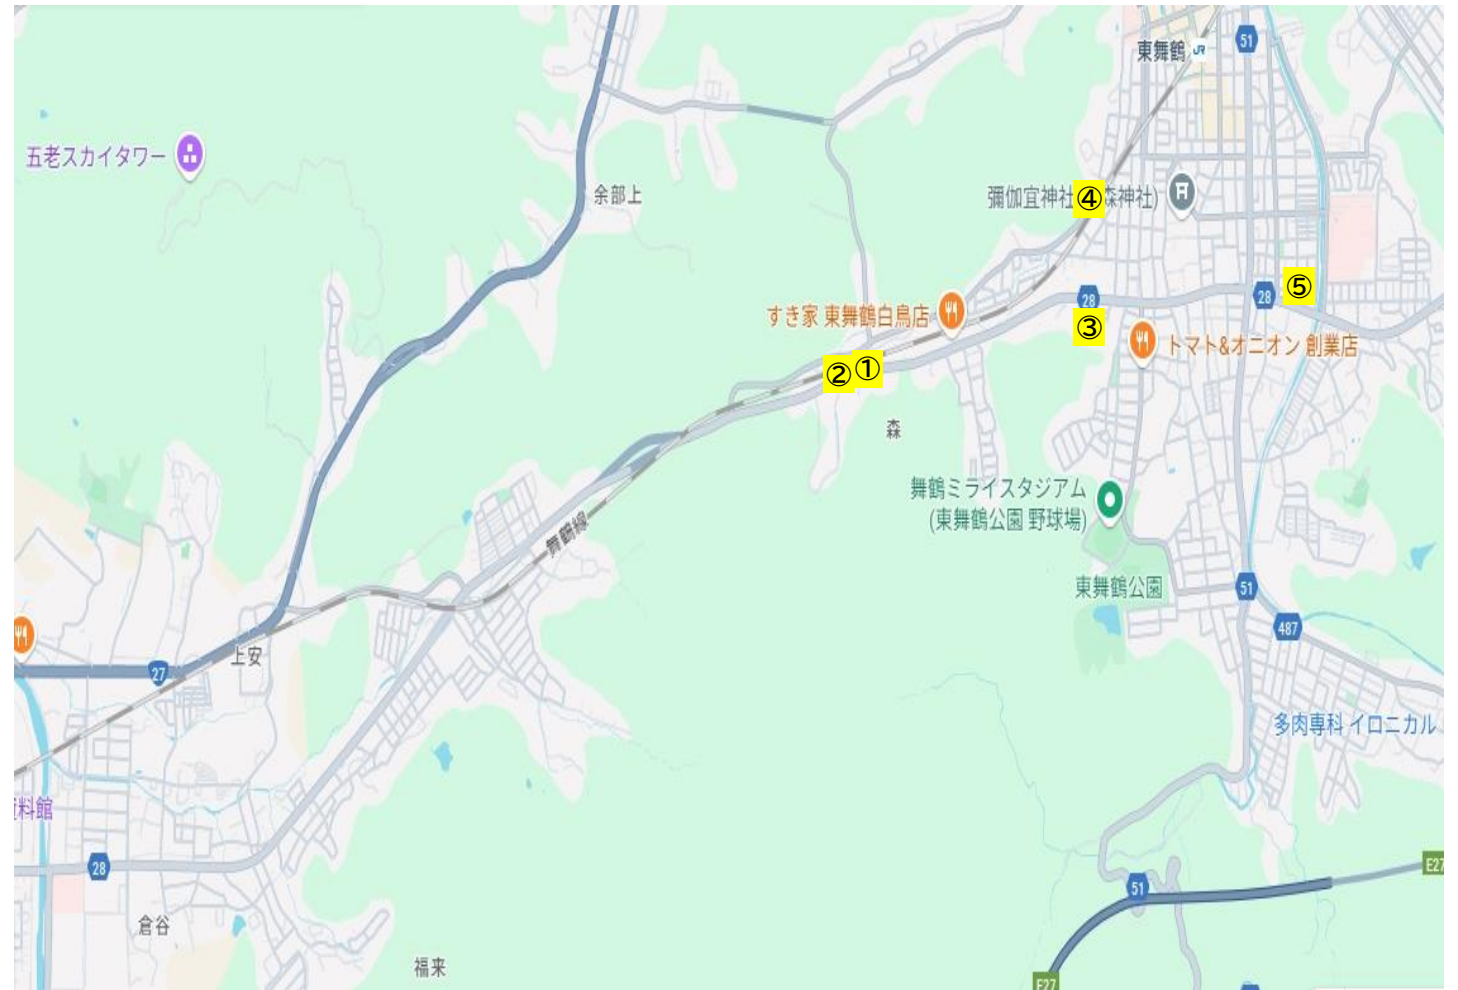 51
東舞鶴 JR
五老スカイタワー
余部上
彌伽宜神社 ④ 森神社)
28
28 ⑤
すき家 東舞鶴白鳥店
③
トマト&オニオン 創業店
② ①
森
舞鶴ミライスタジアム
(東舞鶴公園 野球場)
舞鶴線
東舞鶴公園
51
487
上安
27
多肉専科 イロニカル
料館
28
E27
51
倉谷
福来
E27